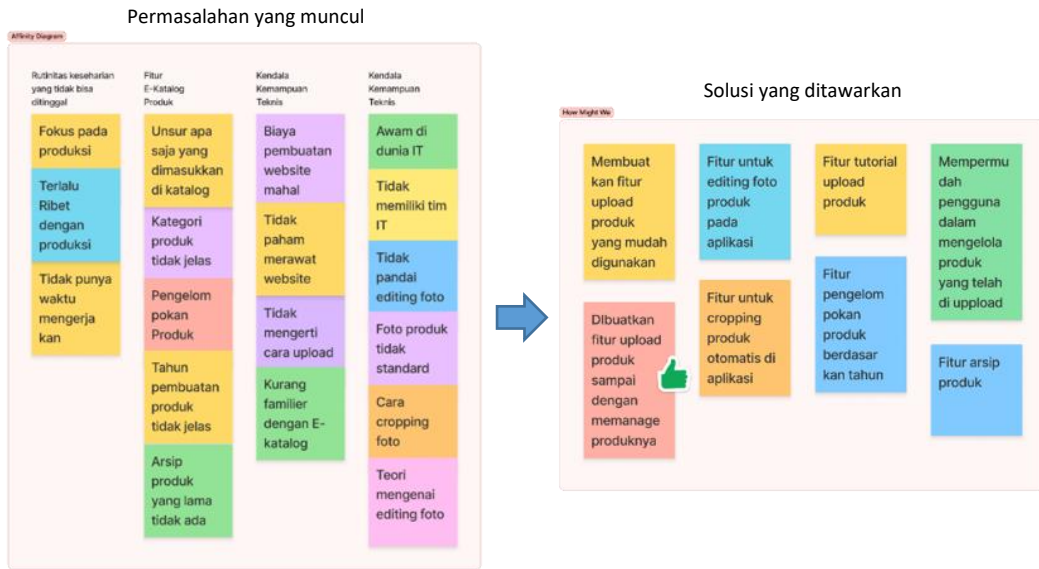 Permasalahan yang muncul
Affinity Diagram
Rutinitas keseharian
yang tidak bisa
ditinggal
Fokus pada
produksi
Terlalu
Ribet
dengan
produksi
Tidak punya
waktu
mengerja
kan
Fitur
E-Katalog
Produk
Unsur apa
saja yang
dimasukkan
di katalog
Kategori
produk
tidak jelas
Pengelom
pokan
Produk
Tahun
pembuatan
produk
tidak jelas
Arsip
produk
yang lama
tidak ada
Kendala
Kemampuan
Teknis
Biaya
pembuatan
website
mahal
Tidak
paham
merawat
website
Tidak
mengerti
cara upload
Kurang
familier
dengan E-
katalog
Kendala
Kemampuan
Teknis
Awam di
dunia IT
Tidak
memiliki tim
IT
Tidak
pandai
editing foto
Foto produk
tidak
standard
Cara
cropping
foto
Teori
mengenai
editing foto
Solusi yang ditawarkan
How Might We
Membuat
kan fitur
upload
produk
yang mudah
digunakan
DIbuatkan
fitur upload
produk
sampai
dengan
memanage
produknya
Fitur untuk
editing foto
produk
pada
aplikasi
Fitur untuk
cropping
produk
otomatis di
aplikasi
Fitur tutorial
upload
produk
Fitur
pengelom
pokan
produk
berdasar
kan tahun
Mempermu
dah
pengguna
dalam
mengelola
produk
yang telah
di uppload
Fitur arsip
produk